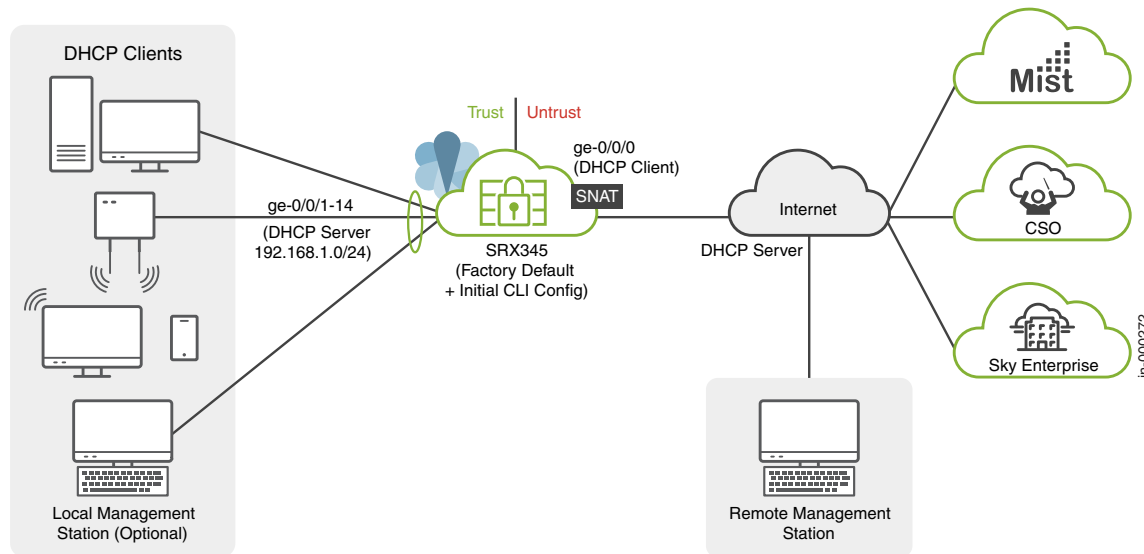 DHCP Clients
Trust
Untrust
ge-0/0/0
(DHCP Client)
SNAT
ge-0/0/1-14
(DHCP Server
192.168.1.0/24)
SRX345
(Factory Default
+ Initial CLI Config)
Internet
DHCP Server
Mist
CSO
Sky Enterprise
jn-000272
Local Management
Station (Optional)
Remote Management
Station